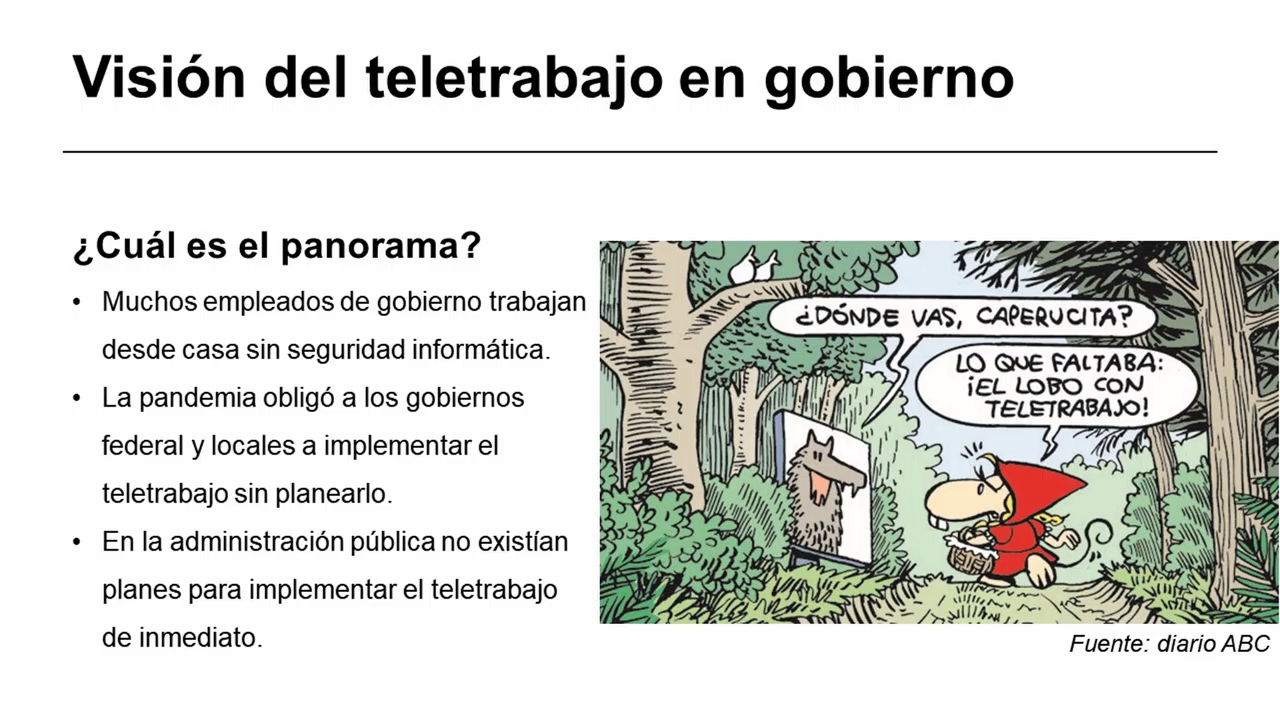 Visión del teletrabajo en gobierno
¿Cuál es el panorama?
• Muchos empleados de gobierno trabajan
desde casa sin seguridad informática.
• La pandemia obligó a los gobiernos
federal y locales a implementar el
teletrabajo sin planearlo.
• En la administración pública no existían
planes para implementar el teletrabajo
de inmediato.
¿DÓNDE VAS, CAPERUCITA?
LO QUE FALTABA:
¡EL LOBO CON
TELETRABAJO!
Fuente: diario ABC